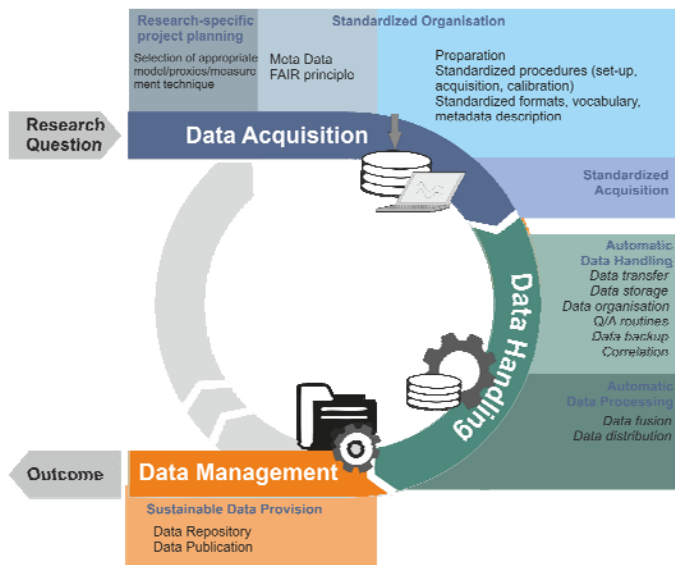 Research-specific
project planning
Selection of appropriate
model/proxies/measure
ment technique
Standardized Organisation
Meta Data
FAIR principle
Preparation
Standardized procedures (set-up,
acquisition, calibration)
Standardized formats, vocabulary,
metadata description
Research
Question
Data Acquisition
Standardized
Acquisition
Automatic
Data Handling
Data transfer
Data storage
Data organisation
Q/A routines
Data backup
Correlation
Data Handling
Automatic
Data Processing
Data fusion
Data distribution
Outcome
Data Management
Sustainable Data Provision
Data Repository
Data Publication